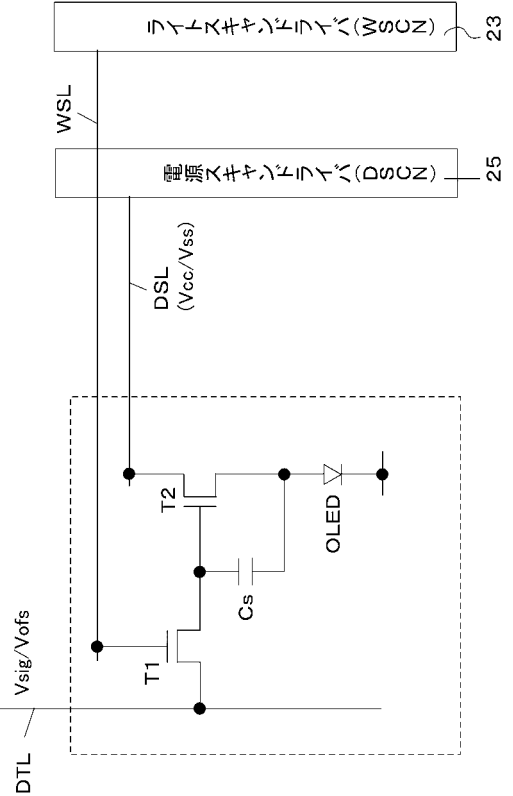 ライトスキャンドライバ(WSCN)
23
WSL
電源スキャンドライバ(DSCN)
25
DSL
(Vcc/Vss)
T2
OLED
Cs
Vsig/Vofs
T1
DTL